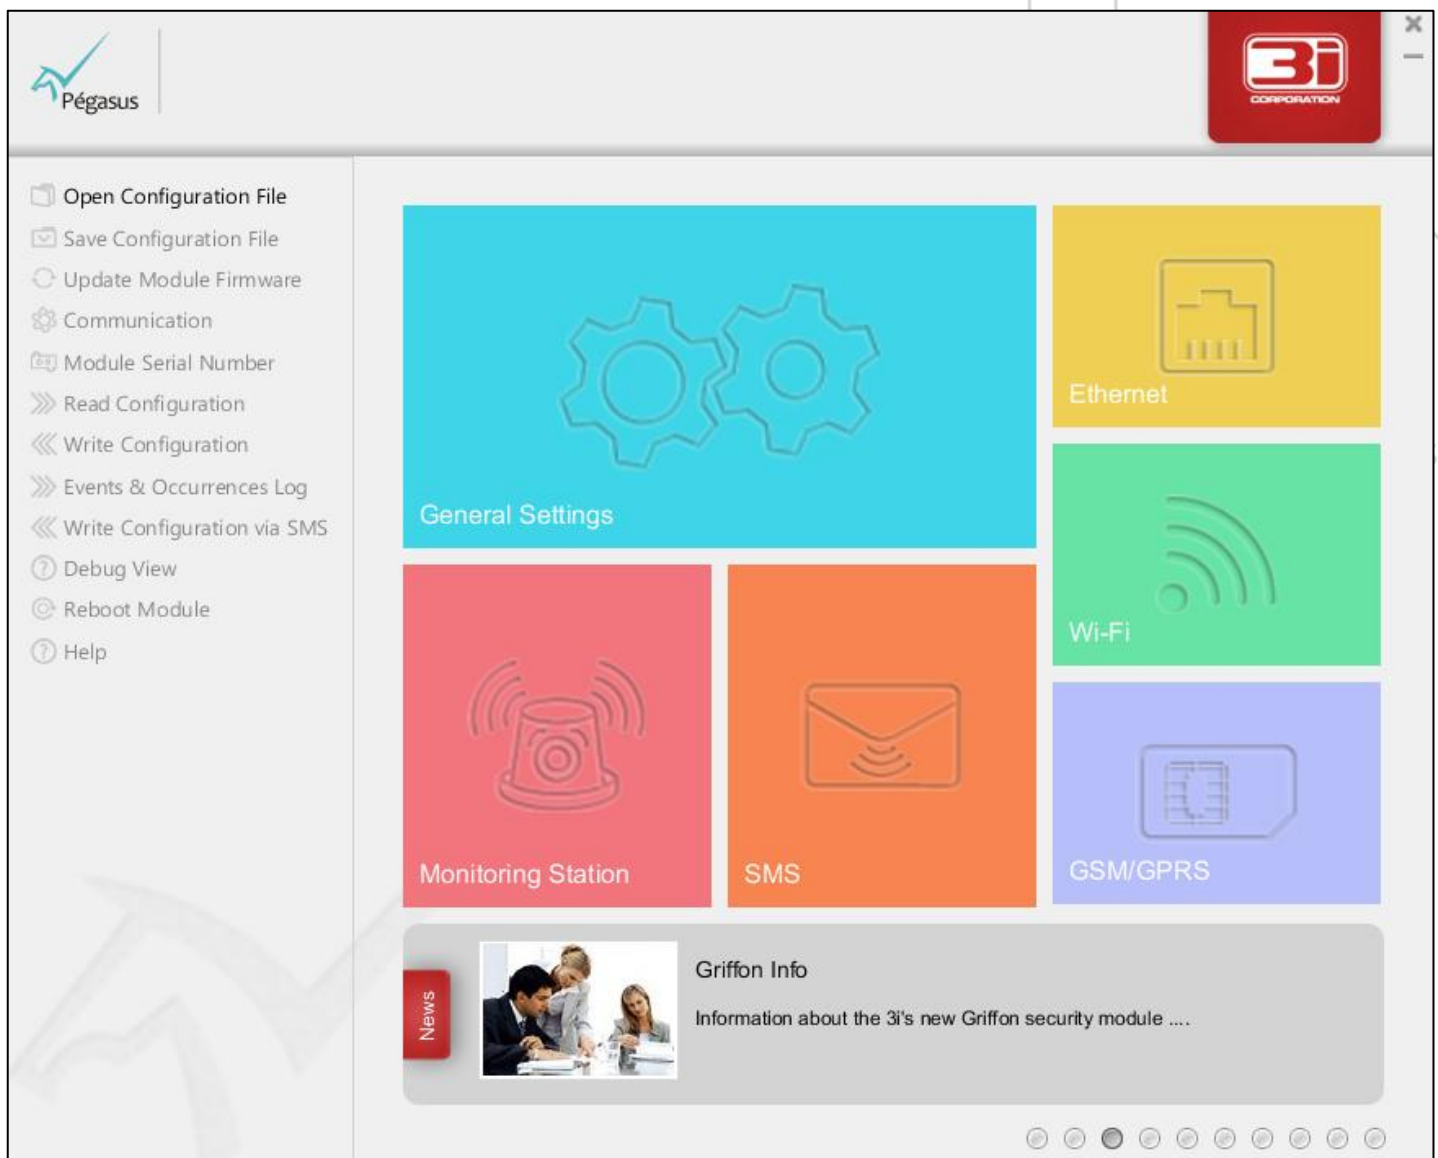 Pégasus
3i
CORPORATION
Open Configuration File
Save Configuration File
Update Module Firmware
Communication
Module Serial Number
Read Configuration
Write Configuration
Events & Occurrences Log
Write Configuration via SMS
Debug View
Reboot Module
Help
General Settings
Ethernet
Wi-Fi
Monitoring Station
SMS
GSM/GPRS
News
Griffon Info
Information about the 3i's new Griffon security module ....